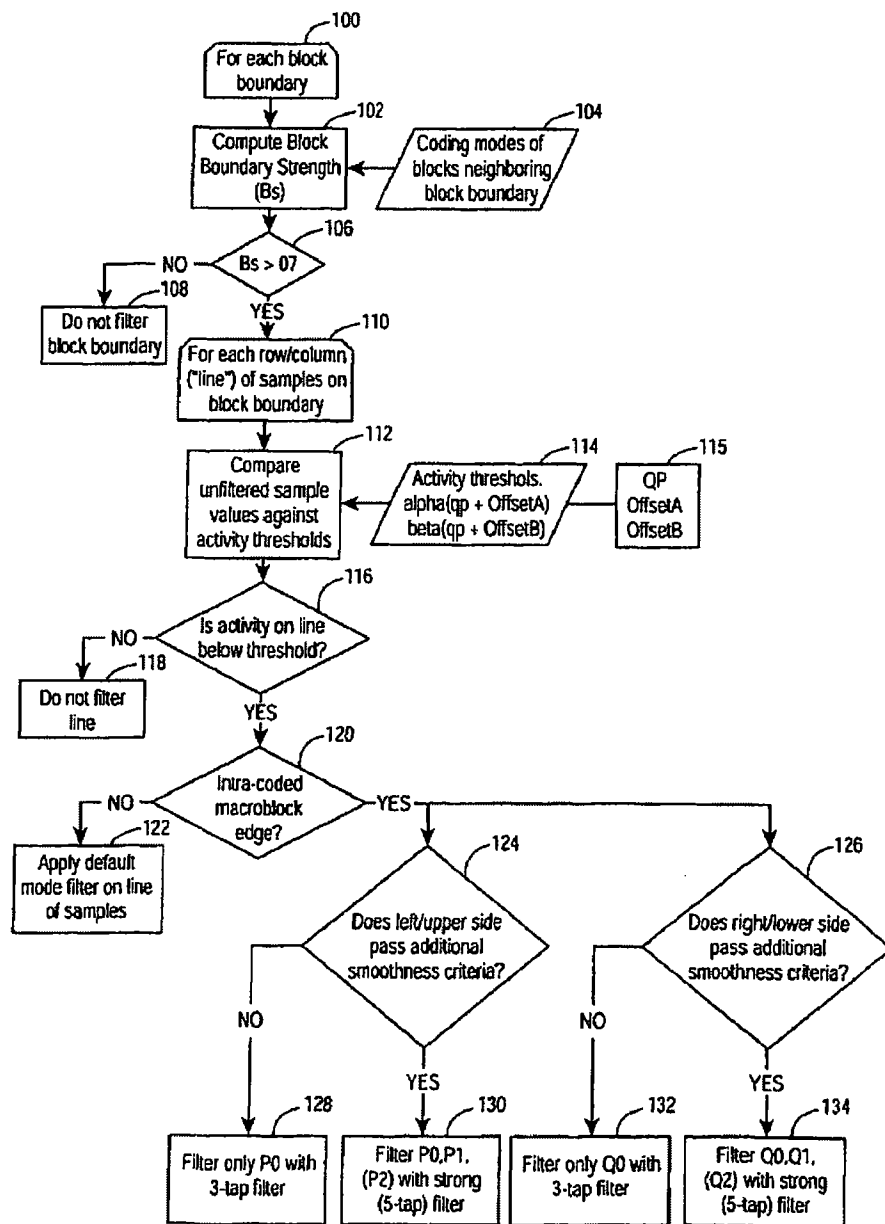 100
For each block
boundary
102
Compute Block
Boundary Strength
(Bs)
104
Coding modes of
blocks neighboring
block boundary
106
Bs > 0?
NO
108
Do not filter
block boundary
YES
110
For each row/column
("line") of samples on
block boundary
112
Compare
unfiltered sample
values against
activity thresholds
114
Activity threshols.
alpha(qp + OffsetA)
beta(qp + OffsetB)
115
QP
OffsetA
OffsetB
116
Is activity on line
below threshold?
NO
118
Do not filter
line
YES
120
Intra-coded
macroblock
edge?
NO
122
Apply default
mode filter on line
of samples
YES
124
Does left/upper side
pass additional
smoothness criteria?
126
Does right/lower side
pass additional
smoothness criteria?
NO
YES
NO
YES
128
Filter only P0 with
3-tap filter
130
Filter P0,P1,
(P2) with strong
(5-tap) filter
132
Filter only Q0 with
3-tap filter
134
Filter Q0,Q1,
(Q2) with strong
(5-tap) filter